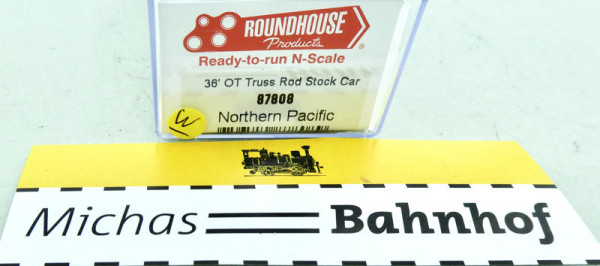 ROUNDHOUSE
Products
Ready-to-run N-Scale
36' OT Truss Rod Stock Car
87808
Northern Pacific
W
Michas Bahnhof